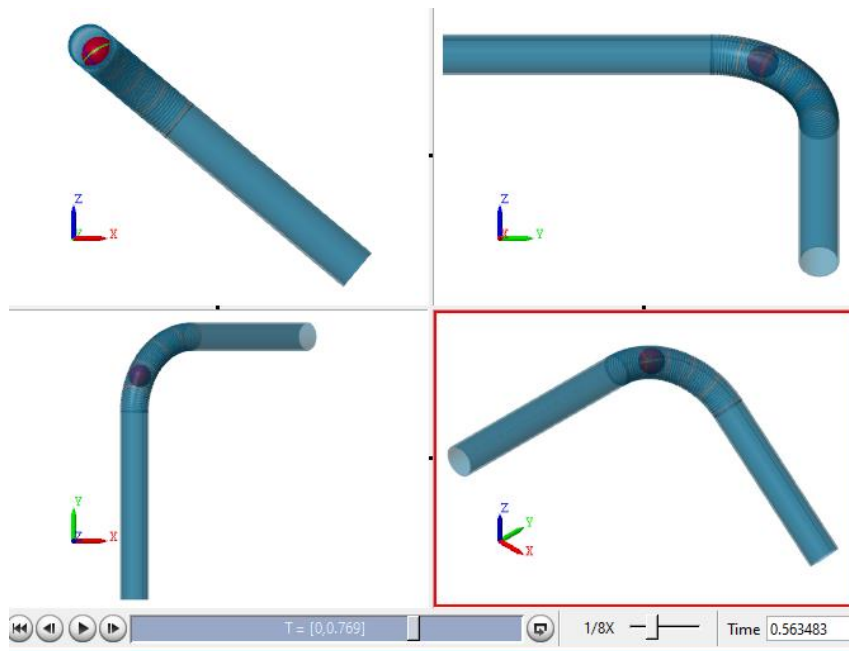 Z
Y X
Z
X Y
Y
Z X
Z
Y
X
T = [0,0.769]
1/8X
Time 0.563483